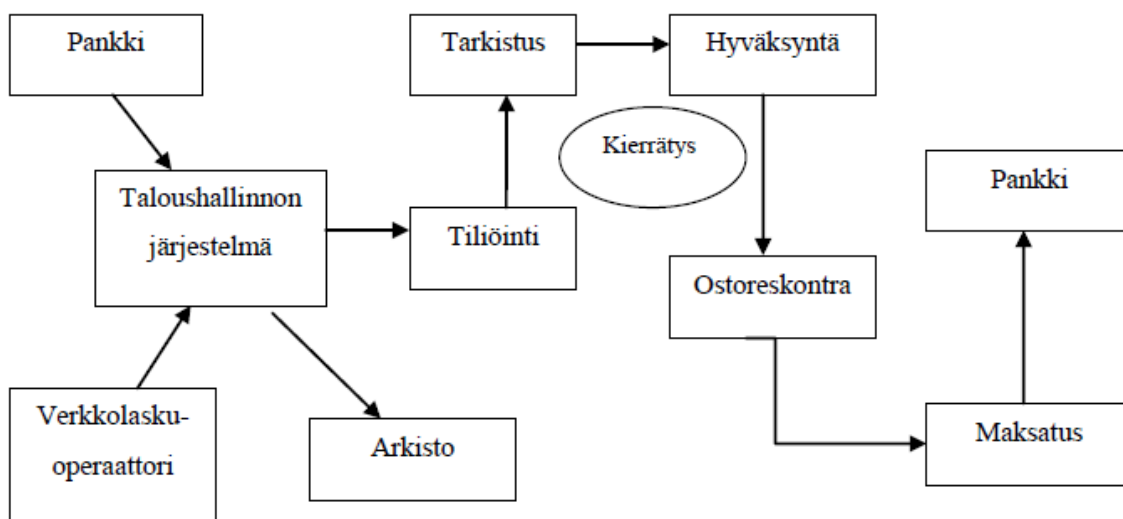 Pankki
Tarkistus
Hyväksyntä
Kierrätys
Taloushallinnon
järjestelmä
Tiliöinti
Pankki
Ostoreskontra
Verkkolasku-
operaattori
Arkisto
Maksatus